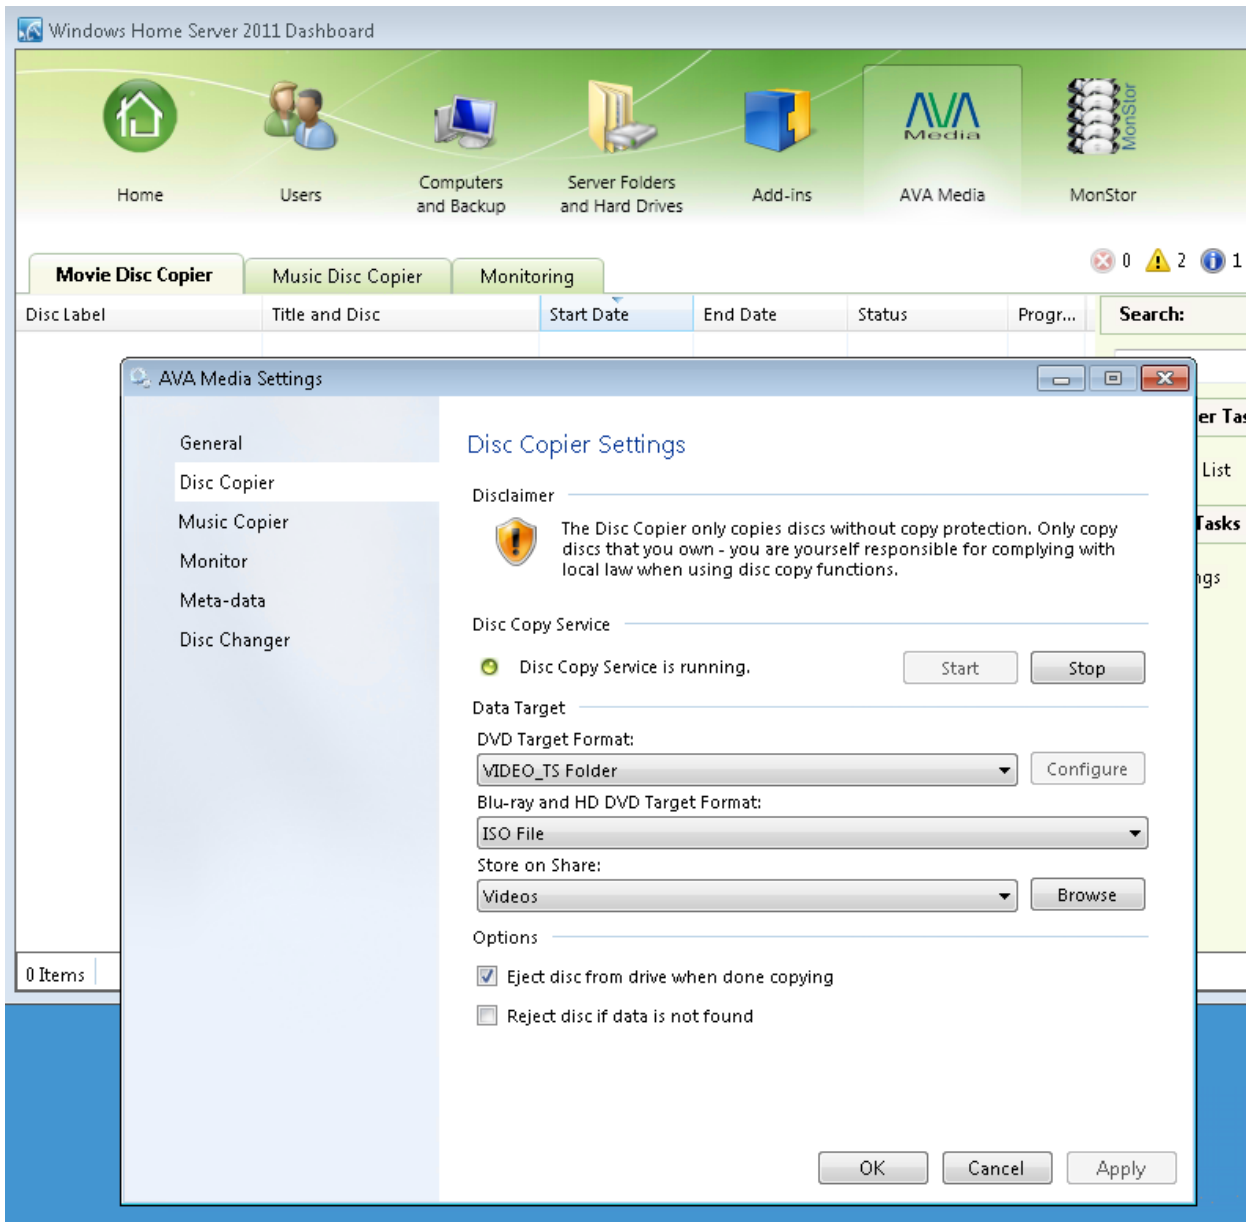 Windows Home Server 2011 Dashboard
AVA
Media
MonStor
Home
Users
Computers
and Backup
Server Folders
and Hard Drives
Add-ins
AVA Media
MonStor
Movie Disc Copier
Music Disc Copier
Monitoring
0
2
1
Disc Label
Title and Disc
Start Date
End Date
Status
Progr...
Search:
AVA Media Settings
er Tas
List
Tasks
ngs
General
Disc Copier
Music Copier
Monitor
Meta-data
Disc Changer
Disc Copier Settings
Disclaimer
The Disc Copier only copies discs without copy protection. Only copy
discs that you own - you are yourself responsible for complying with
local law when using disc copy functions.
Disc Copy Service
Disc Copy Service is running.
Start
Stop
Data Target
DVD Target Format:
VIDEO_TS Folder
Configure
Blu-ray and HD DVD Target Format:
ISO File
Store on Share:
Videos
Browse
Options
Eject disc from drive when done copying
Reject disc if data is not found
0 Items
OK
Cancel
Apply